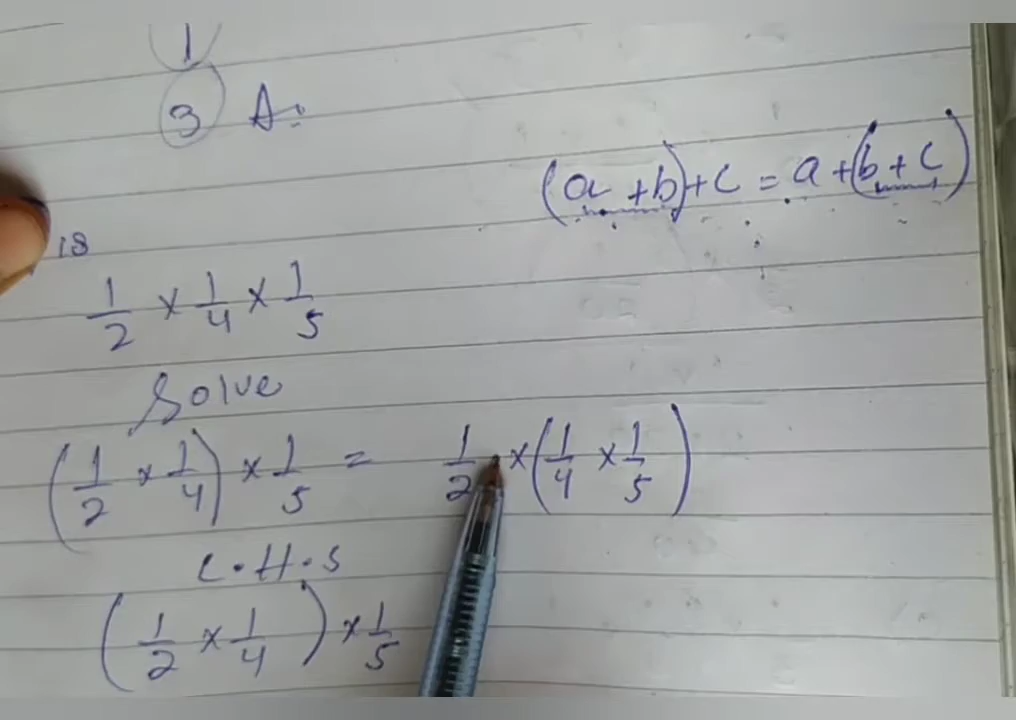 1
3 A:
(a + b) + c = a + (b + c)
is
1/2 × 1/4 × 1/5
Solve
(1/2 × 1/4) × 1/5 = 1/2 × (1/4 × 1/5)
L.H.S
(1/2 × 1/4) × 1/5